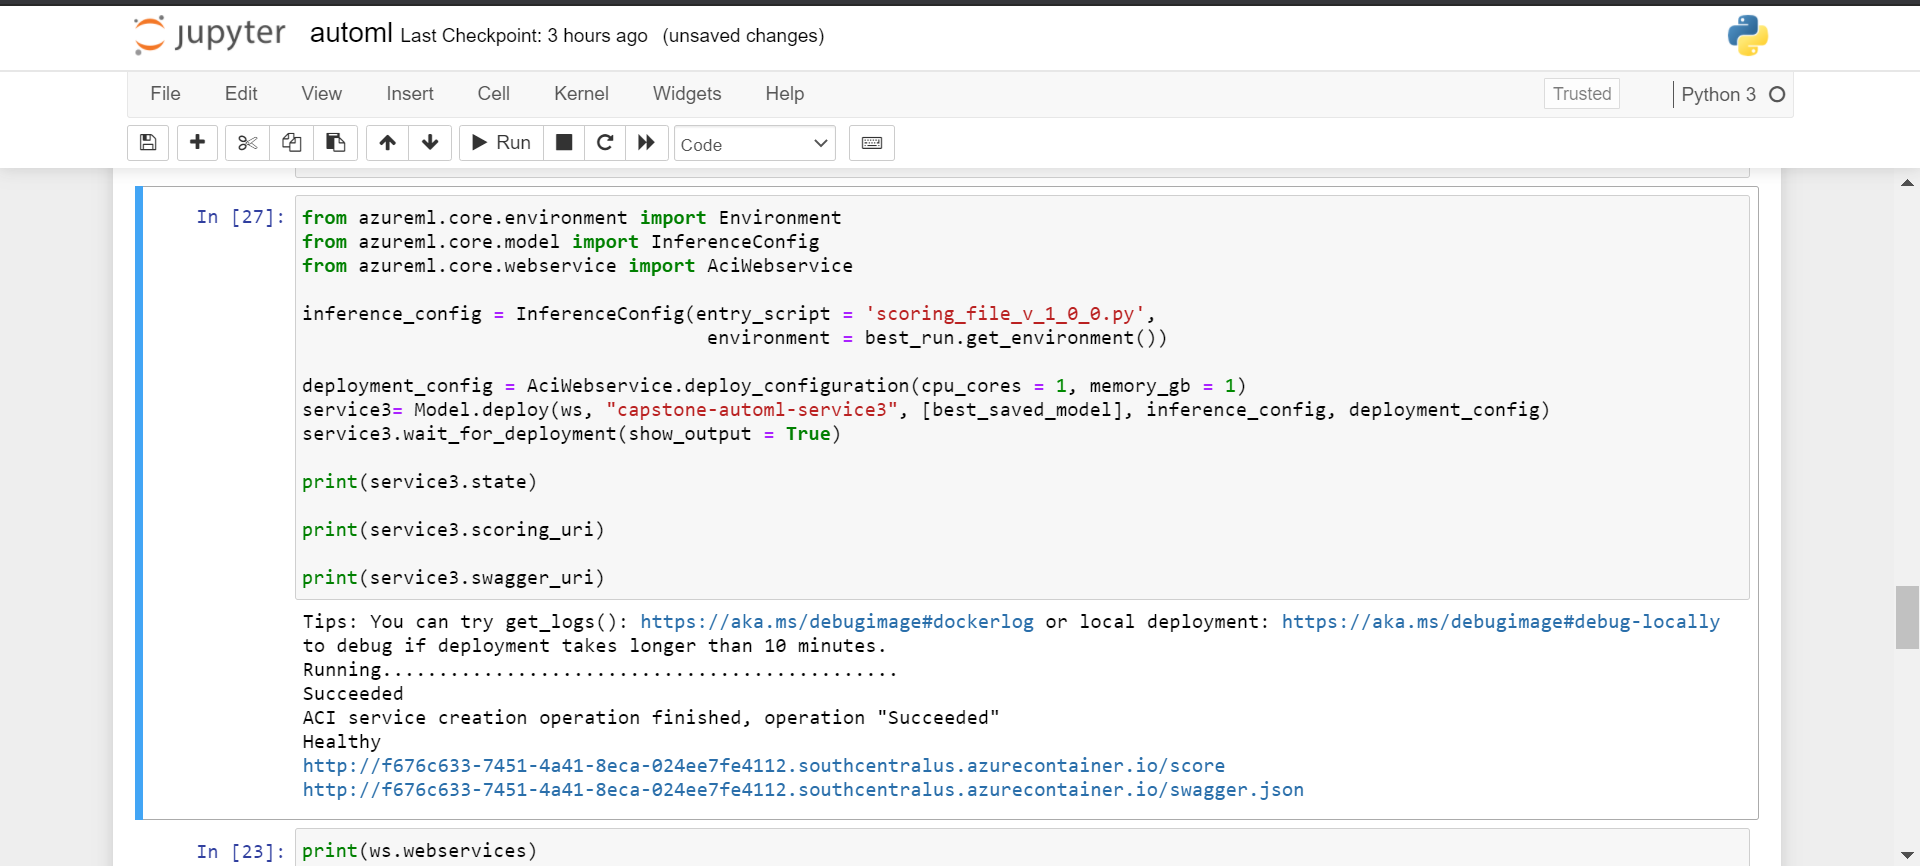 jupyter automl Last Checkpoint: 3 hours ago (unsaved changes)
File Edit View Insert Cell Kernel Widgets Help Trusted Python 3
Run Code
In [27]:
from azureml.core.environment import Environment
from azureml.core.model import InferenceConfig
from azureml.core.webservice import AciWebservice
inference_config = InferenceConfig(entry_script = 'scoring_file_v_1_0_0.py',
environment = best_run.get_environment())
deployment_config = AciWebservice.deploy_configuration(cpu_cores = 1, memory_gb = 1)
service3= Model.deploy(ws, "capstone-automl-service3", [best_saved_model], inference_config, deployment_config)
service3.wait_for_deployment(show_output = True)
print(service3.state)
print(service3.scoring_uri)
print(service3.swagger_uri)
Tips: You can try get_logs(): https://aka.ms/debugimage#dockerlog or local deployment: https://aka.ms/debugimage#debug-locally
to debug if deployment takes longer than 10 minutes.
Running..............................................
Succeeded
ACI service creation operation finished, operation "Succeeded"
Healthy
http://f676c633-7451-4a41-8eca-024ee7fe4112.southcentralus.azurecontainer.io/score
http://f676c633-7451-4a41-8eca-024ee7fe4112.southcentralus.azurecontainer.io/swagger.json
In [23]: print(ws.webservices)